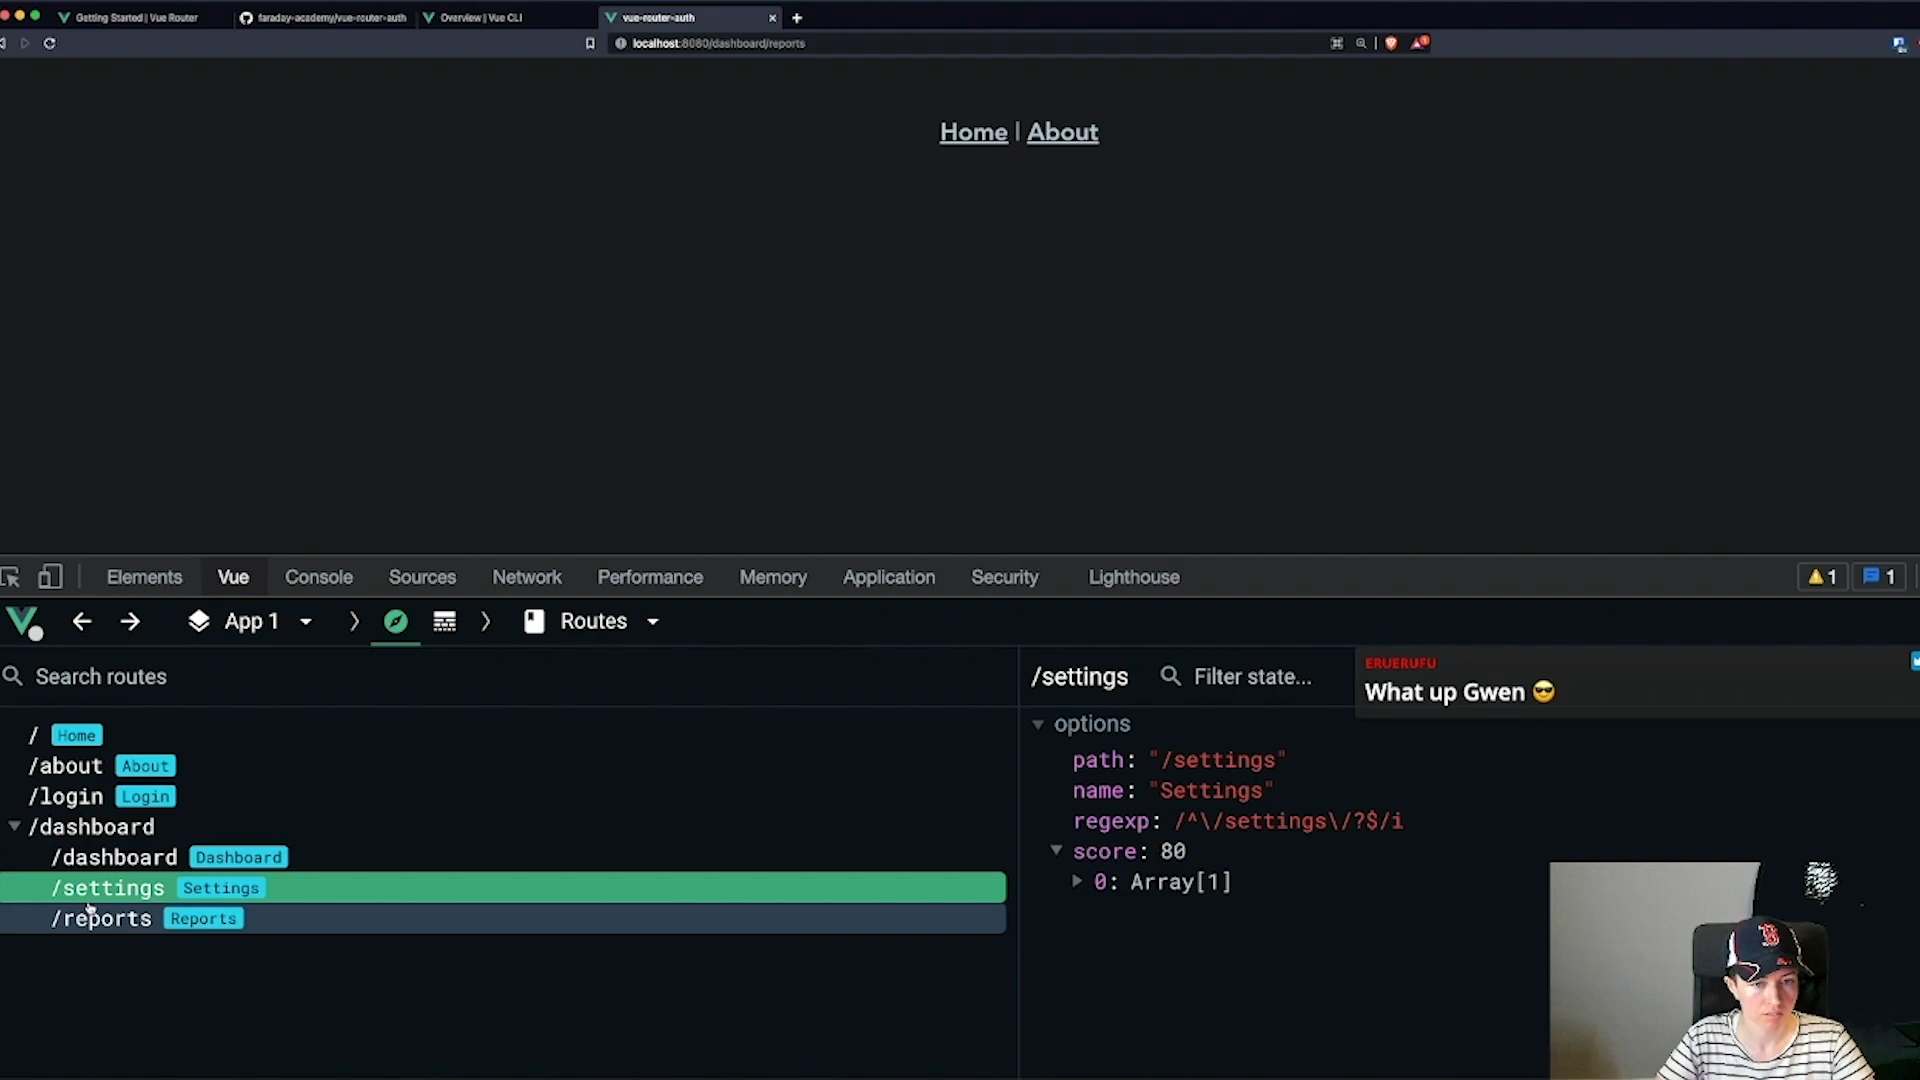 Getting Started | Vue Router
faraday-academy/vue-router-auth
Overview | Vue CLI
vue-router-auth
localhost:8080/dashboard/reports
Home | About
Elements
Vue
Console
Sources
Network
Performance
Memory
Application
Security
Lighthouse
1
1
App 1
Routes
Search routes
/settings
Filter state...
ERUERUFU
What up Gwen 😎
/ Home
/about About
/login Login
/dashboard
/dashboard Dashboard
/settings Settings
/reports Reports
options
path: "/settings"
name: "Settings"
regexp: /^\/settings\/?$/i
score: 80
0: Array[1]
B